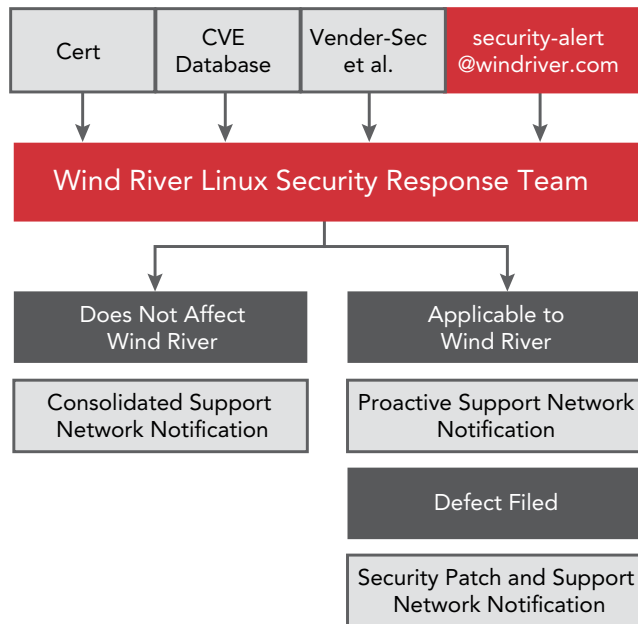 Cert
CVE
Database
Vender-Sec
et al.
security-alert
@windriver.com
Wind River Linux Security Response Team
Does Not Affect
Wind River
Consolidated Support
Network Notification
Applicable to
Wind River
Proactive Support Network
Notification
Defect Filed
Security Patch and Support
Network Notification